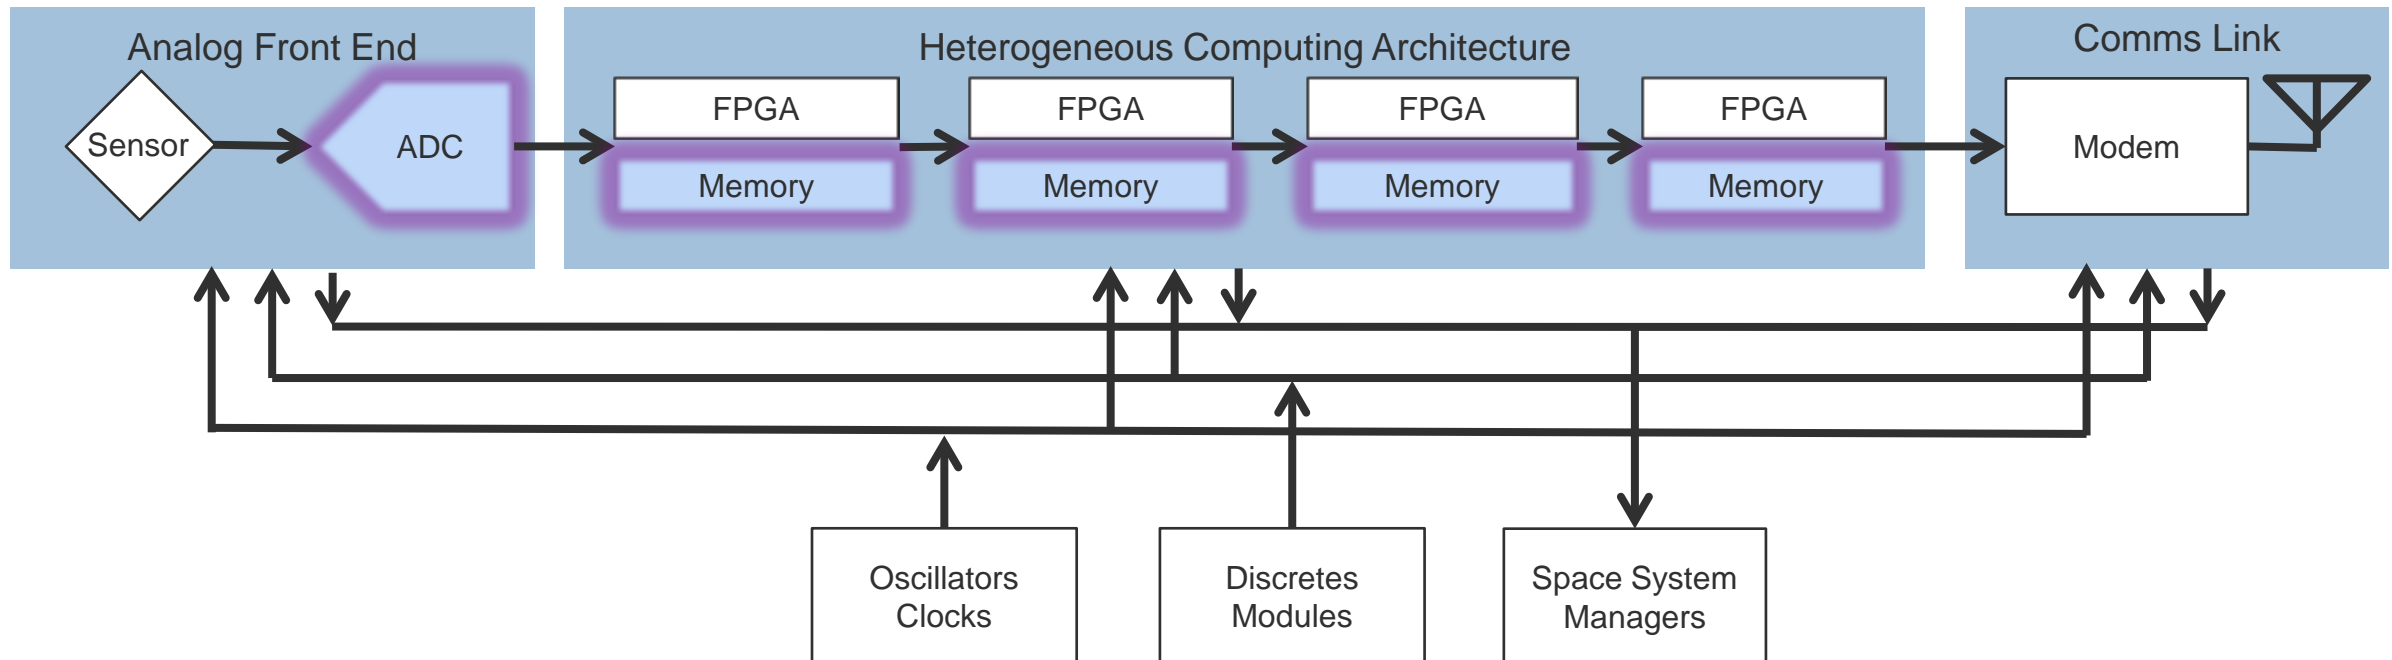 Analog Front End
Heterogeneous Computing Architecture
Comms Link
Sensor
ADC
FPGA
Memory
FPGA
Memory
FPGA
Memory
FPGA
Memory
Modem
Oscillators
Clocks
Discretes
Modules
Space System
Managers